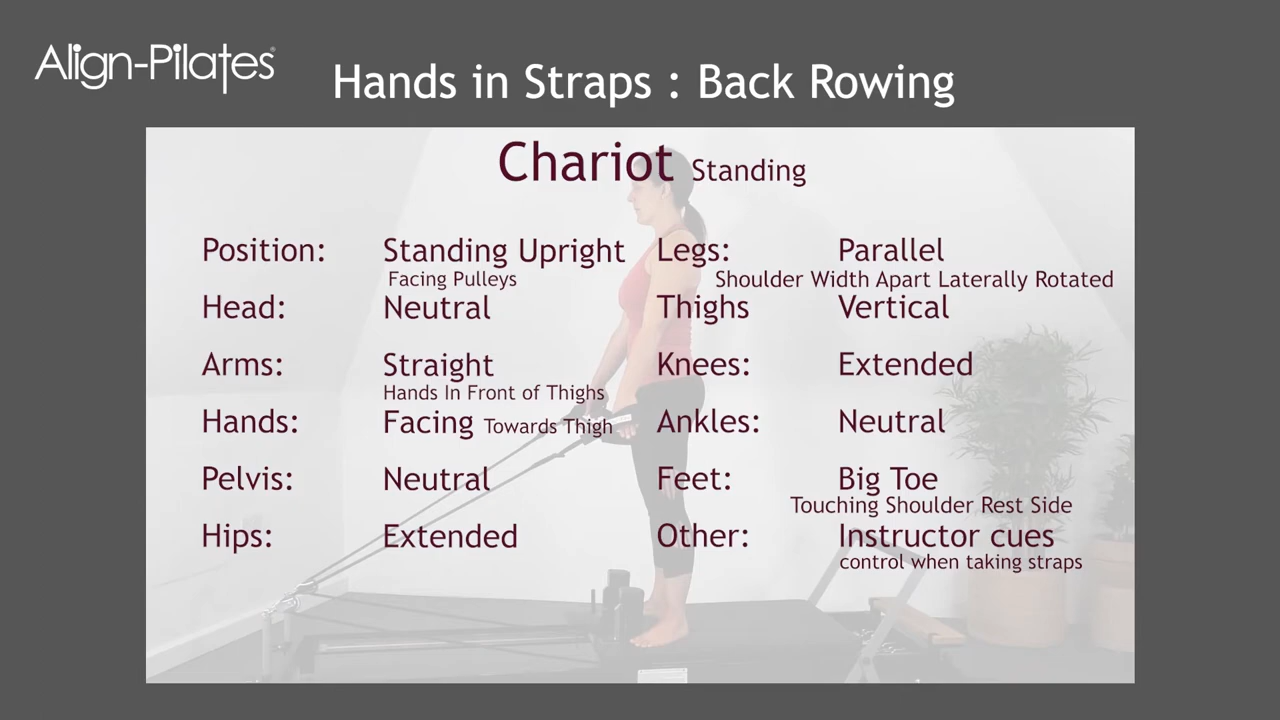 Align-Pilates
Hands in Straps : Back Rowing
Chariot Standing
Position: Standing Upright
Facing Pulleys
Head: Neutral
Arms: Straight
Hands In Front of Thighs
Hands: Facing Towards Thigh
Pelvis: Neutral
Hips: Extended
Legs: Parallel
Shoulder Width Apart Laterally Rotated
Thighs Vertical
Knees: Extended
Ankles: Neutral
Feet: Big Toe
Touching Shoulder Rest Side
Other: Instructor cues
control when taking straps